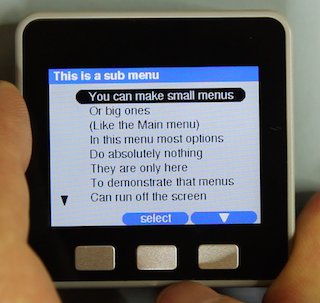 This is a sub menu
You can make small menus
Or big ones
(Like the Main menu)
In this menu most options
Do absolutely nothing
They are only here
To demonstrate that menus
Can run off the screen
select